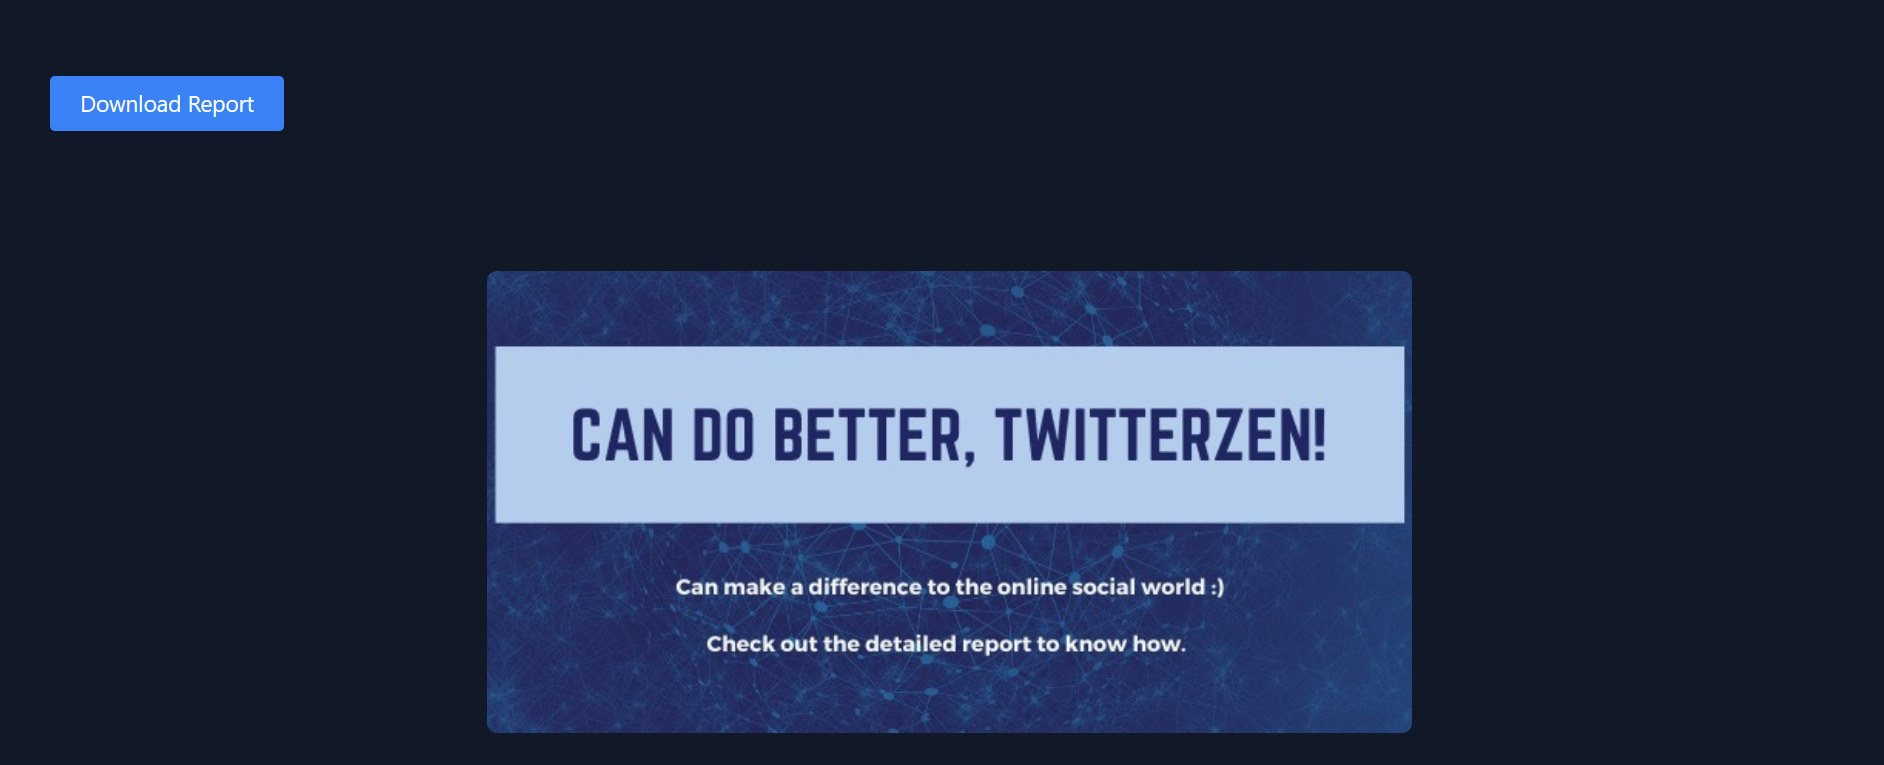 Download Report
CAN DO BETTER, TWITTERZEN!
Can make a difference to the online social world :)
Check out the detailed report to know how.